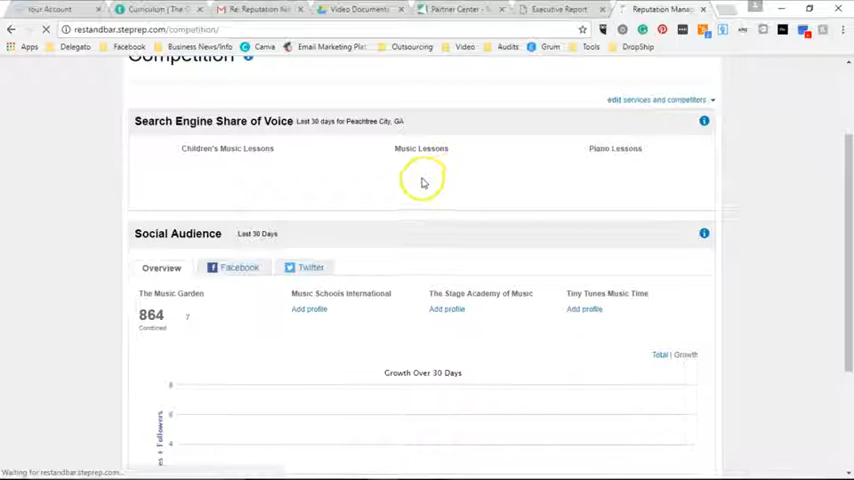 Your Account
Curriculum | The G
Re: Reputation
Video Documents
Partner Center -
Executive Report
Reputation Manag
restandbar.steprep.com/competition/
Apps Delegato Facebook Business News/Info Canva Email Marketing Plat Outsourcing Video Audits Grum Tools DropShip
Competition
edit services and competitors
Search Engine Share of Voice Last 30 days for Peachtree City, GA
Children's Music Lessons Music Lessons Piano Lessons
Social Audience Last 30 Days
Overview Facebook Twitter
The Music Garden Music Schools International The Stage Academy of Music Tiny Tunes Music Time
864 7 Add profile Add profile Add profile
Combined
Total | Growth
Growth Over 30 Days
8
6
4
es + Followers
Waiting for restandbar.steprep.com...